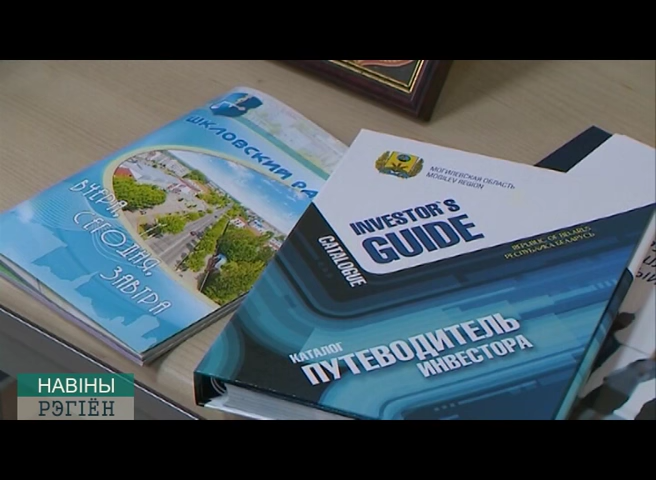 ШКЛОВСКИЙ РА
ВЧЕРА,
СЕГОДНЯ,
ЗАВТРА
МОГИЛЕВСКАЯ ОБЛАСТЬ
MOGILEV REGION
INVESTOR'S
GUIDE
CATALOGUE
REPUBLIC OF BELARUS
РЕСПУБЛИКА БЕЛАРУСЬ
КАТАЛОГ
ПУТЕВОДИТЕЛЬ
ИНВЕСТОРА
НАВІНЫ
РЭГІЁН